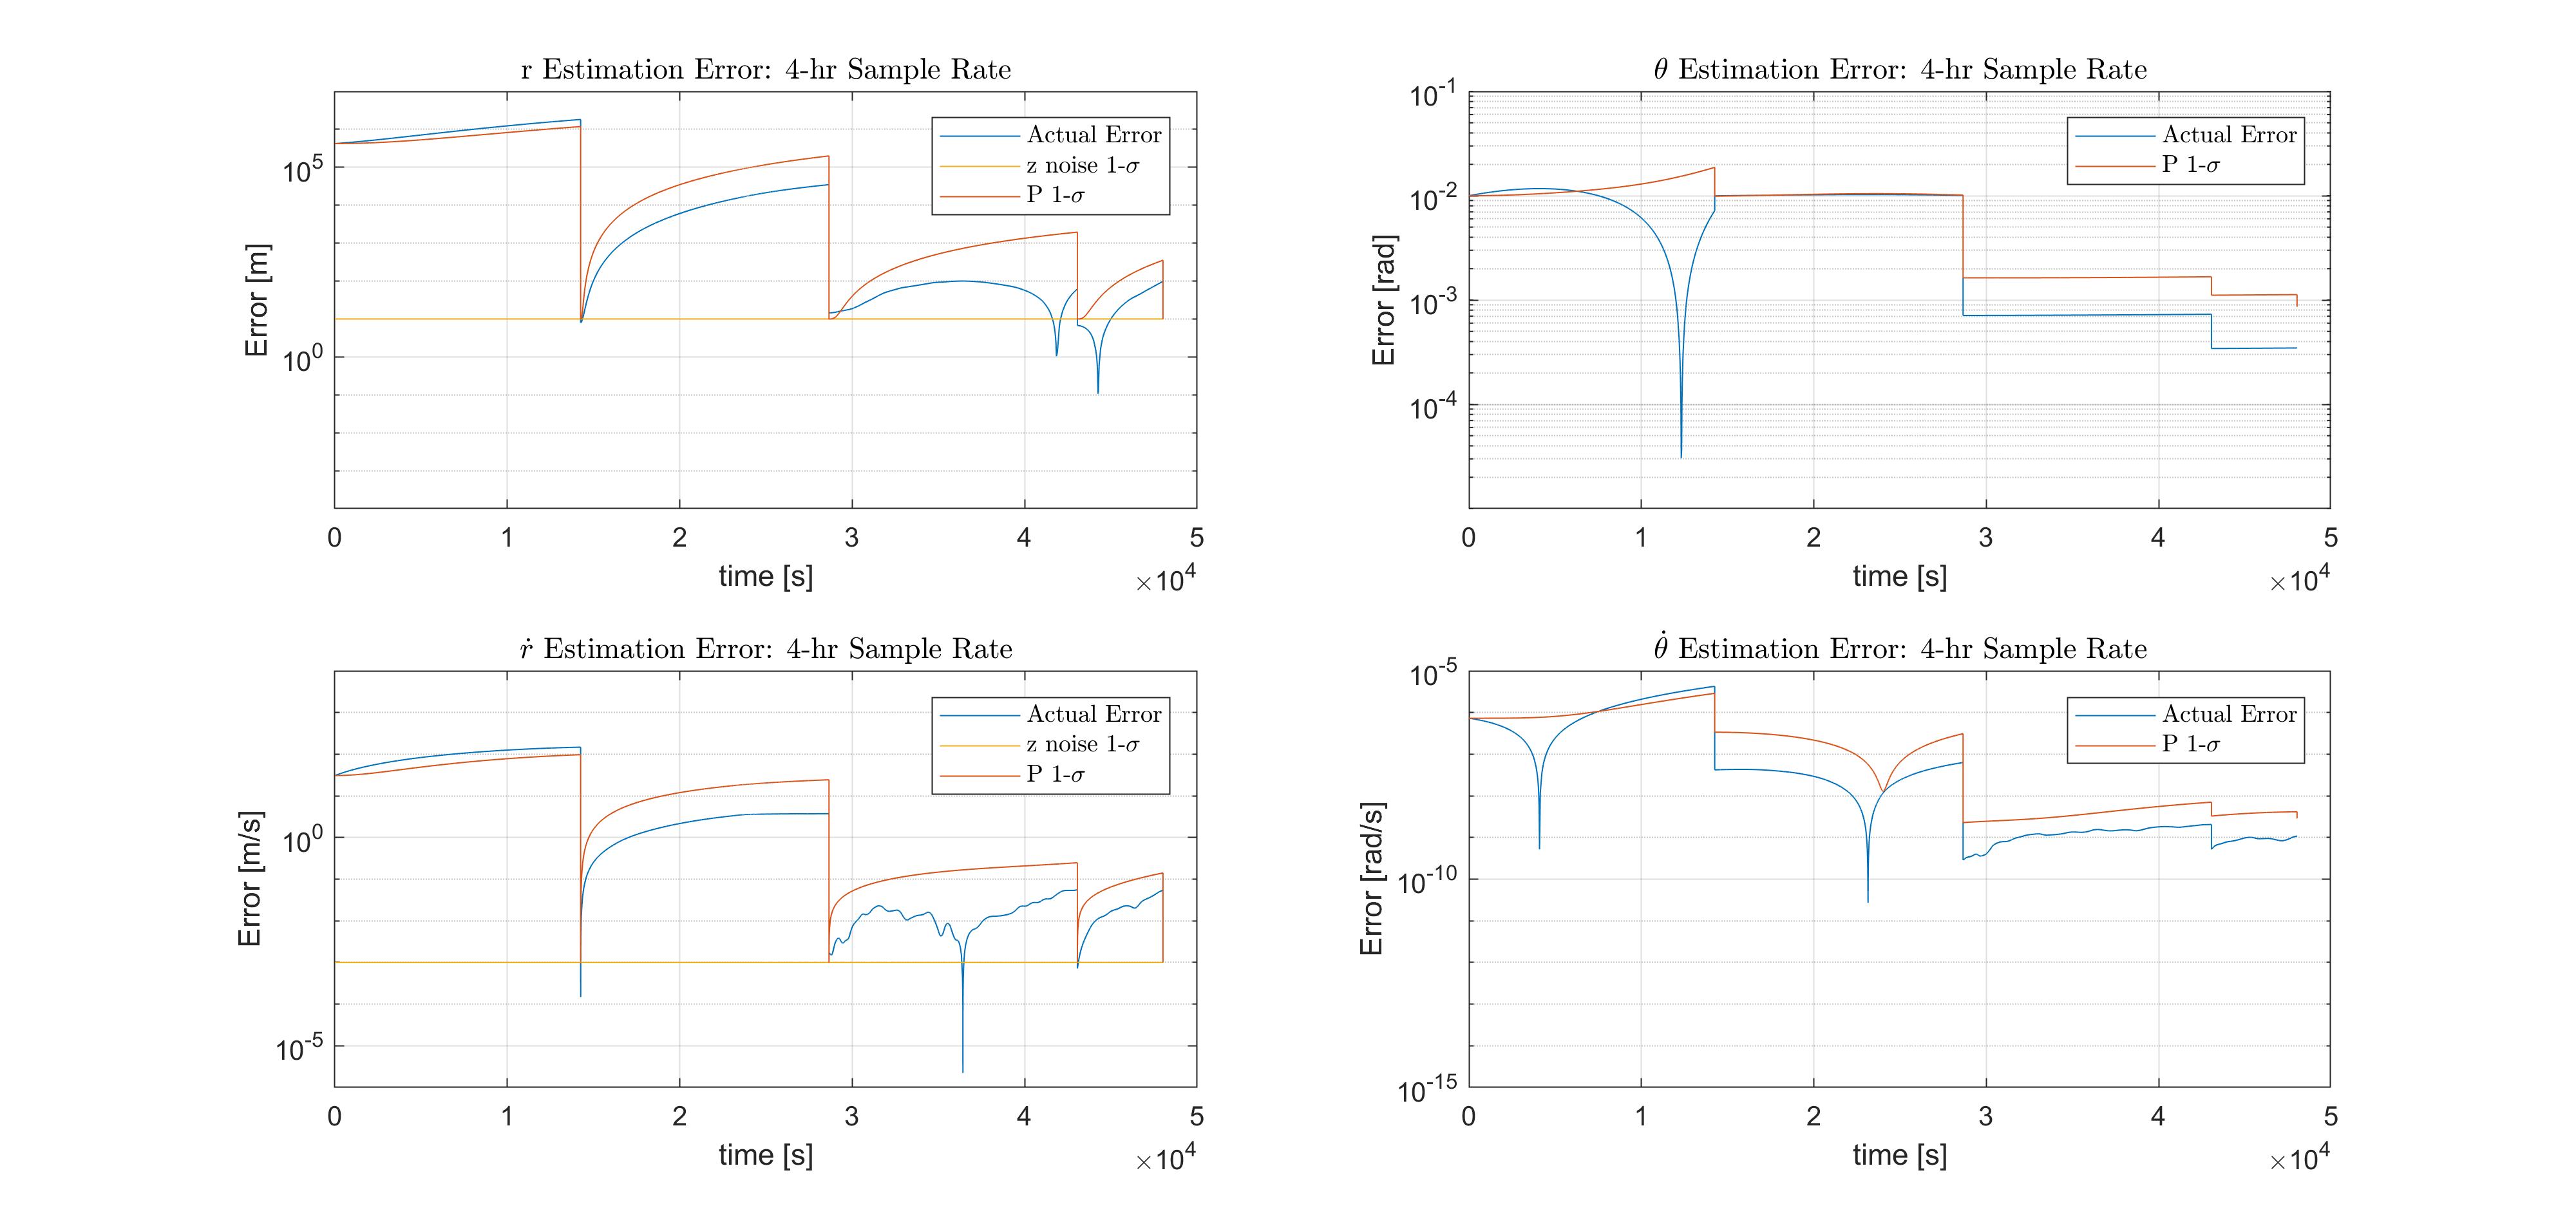 r Estimation Error: 4-hr Sample Rate
Error [m]
10^5
10^0
Actual Error
z noise 1-σ
P 1-σ
0 1 2 3 4 5
time [s]
×10^4
θ Estimation Error: 4-hr Sample Rate
Error [rad]
10^-1
10^-2
10^-3
10^-4
Actual Error
P 1-σ
0 1 2 3 4 5
time [s]
×10^4
ṙ Estimation Error: 4-hr Sample Rate
Error [m/s]
10^0
10^-5
Actual Error
z noise 1-σ
P 1-σ
0 1 2 3 4 5
time [s]
×10^4
θ̇ Estimation Error: 4-hr Sample Rate
Error [rad/s]
10^-5
10^-10
10^-15
Actual Error
P 1-σ
0 1 2 3 4 5
time [s]
×10^4